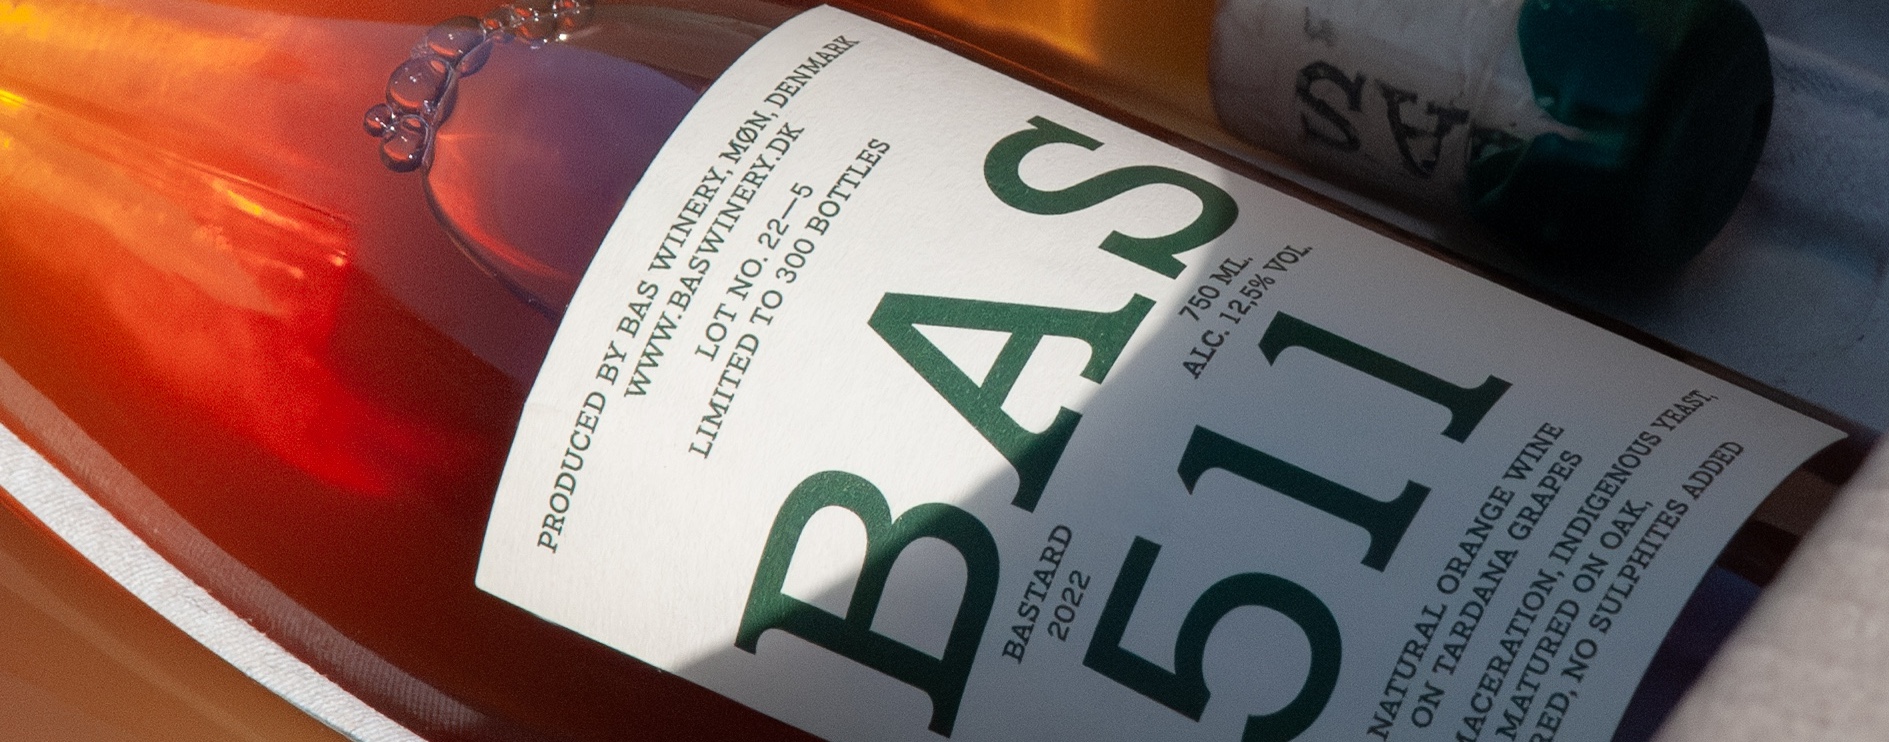 PRODUCED BY BAS WINERY, MØN, DENMARK
WWW.BASWINERY.DK
LOT NO. 22—5
LIMITED TO 300 BOTTLES
BAS
750 ML.
ALC. 12,5% VOL.
BASTARD
2022
511
NATURAL ORANGE WINE
ON TARDANA GRAPES
MACERATION, INDIGENOUS YEAST,
MATURED ON OAK,
NO SULPHITES ADDED